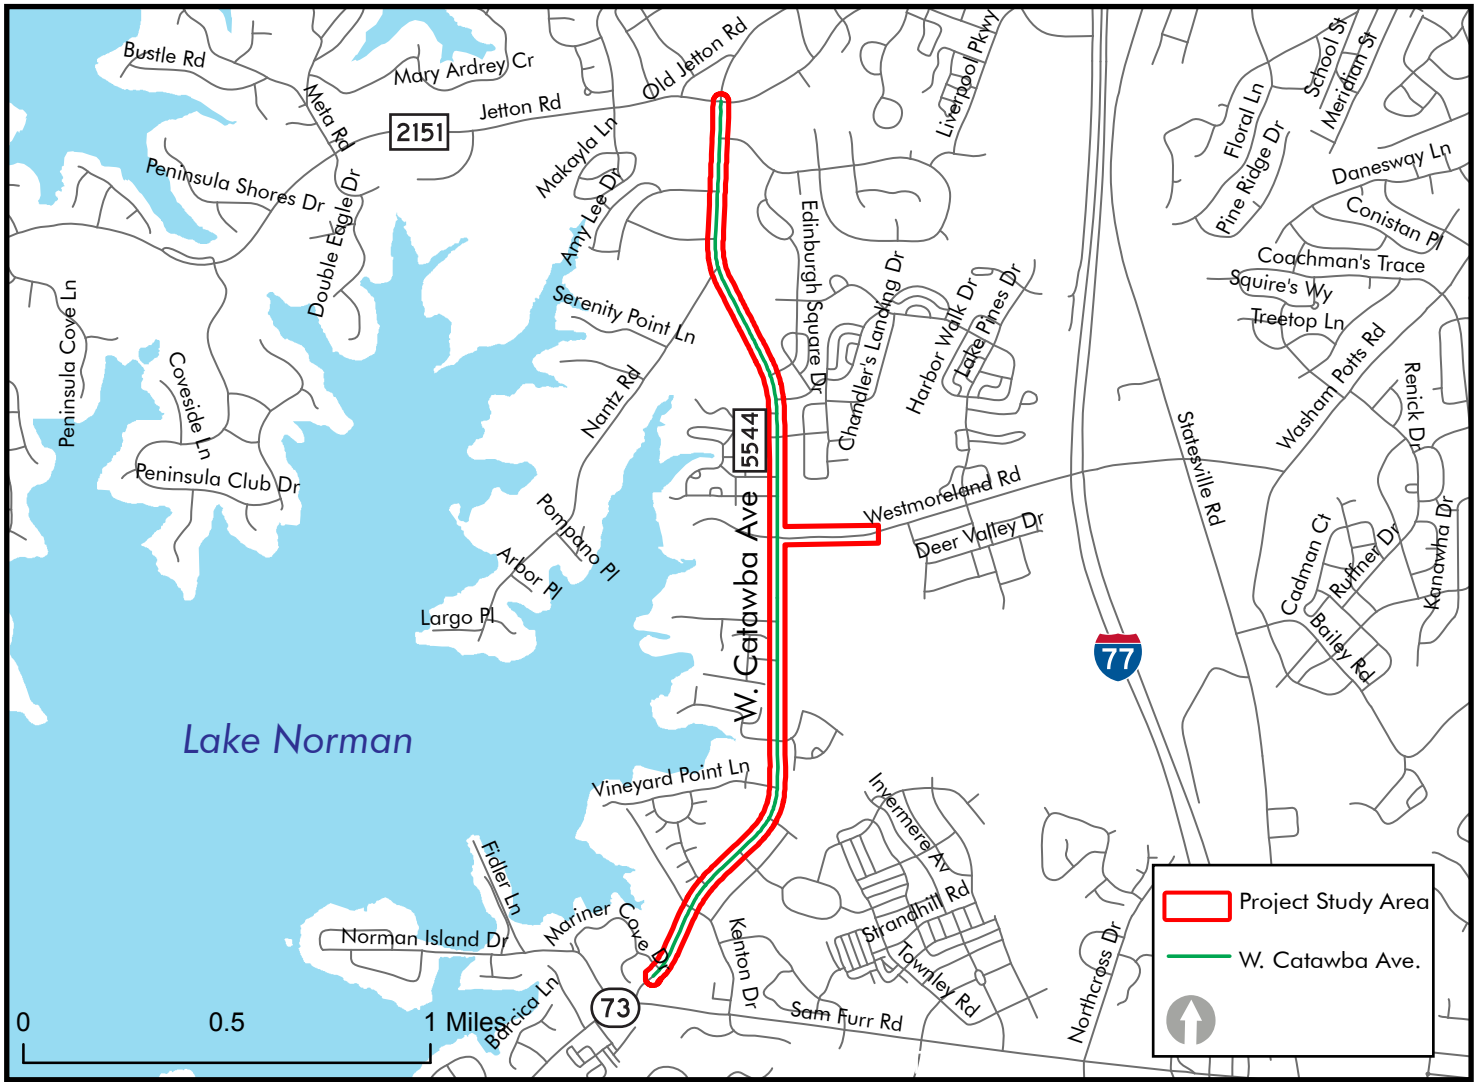 Bustle Rd
Mary Ardrey Cr
Old Jetton Rd
Liverpool Pkwy
School St
Meridian St
Meta Rd
2151
Jetton Rd
Floral Ln
Pine Ridge Dr
Danesway Ln
Makayla Ln
Peninsula Shores Dr
Double Eagle Dr
Amy Lee Dr
Edinburgh Square Dr
Conistan Pl
Coachman's Trace
Squire's Wy
Treetop Ln
Chandler's Landing Dr
Harbor Walk Dr
Lake Pines Dr
Peninsula Cove Ln
Serenity Point Ln
Washam Potts Rd
Renick Dr
Coveside Ln
Nantz Rd
5544
Statesville Rd
Peninsula Club Dr
Westmoreland Rd
Deer Valley Dr
Pompano Pl
Arbor Pl
W. Catawba Ave
Cadman Ct
Ruffner Dr
Kanawha Dr
Largo Pl
Bailey Rd
77
Lake Norman
Vineyard Point Ln
Invermere Av
Fidler Ln
Strandhill Rd
Mariner Cove Dr
Norman Island Dr
Kenton Dr
Townley Rd
Northcross Dr
Barcica Ln
73
Sam Furr Rd
0 0.5 1 Miles
Project Study Area
W. Catawba Ave.